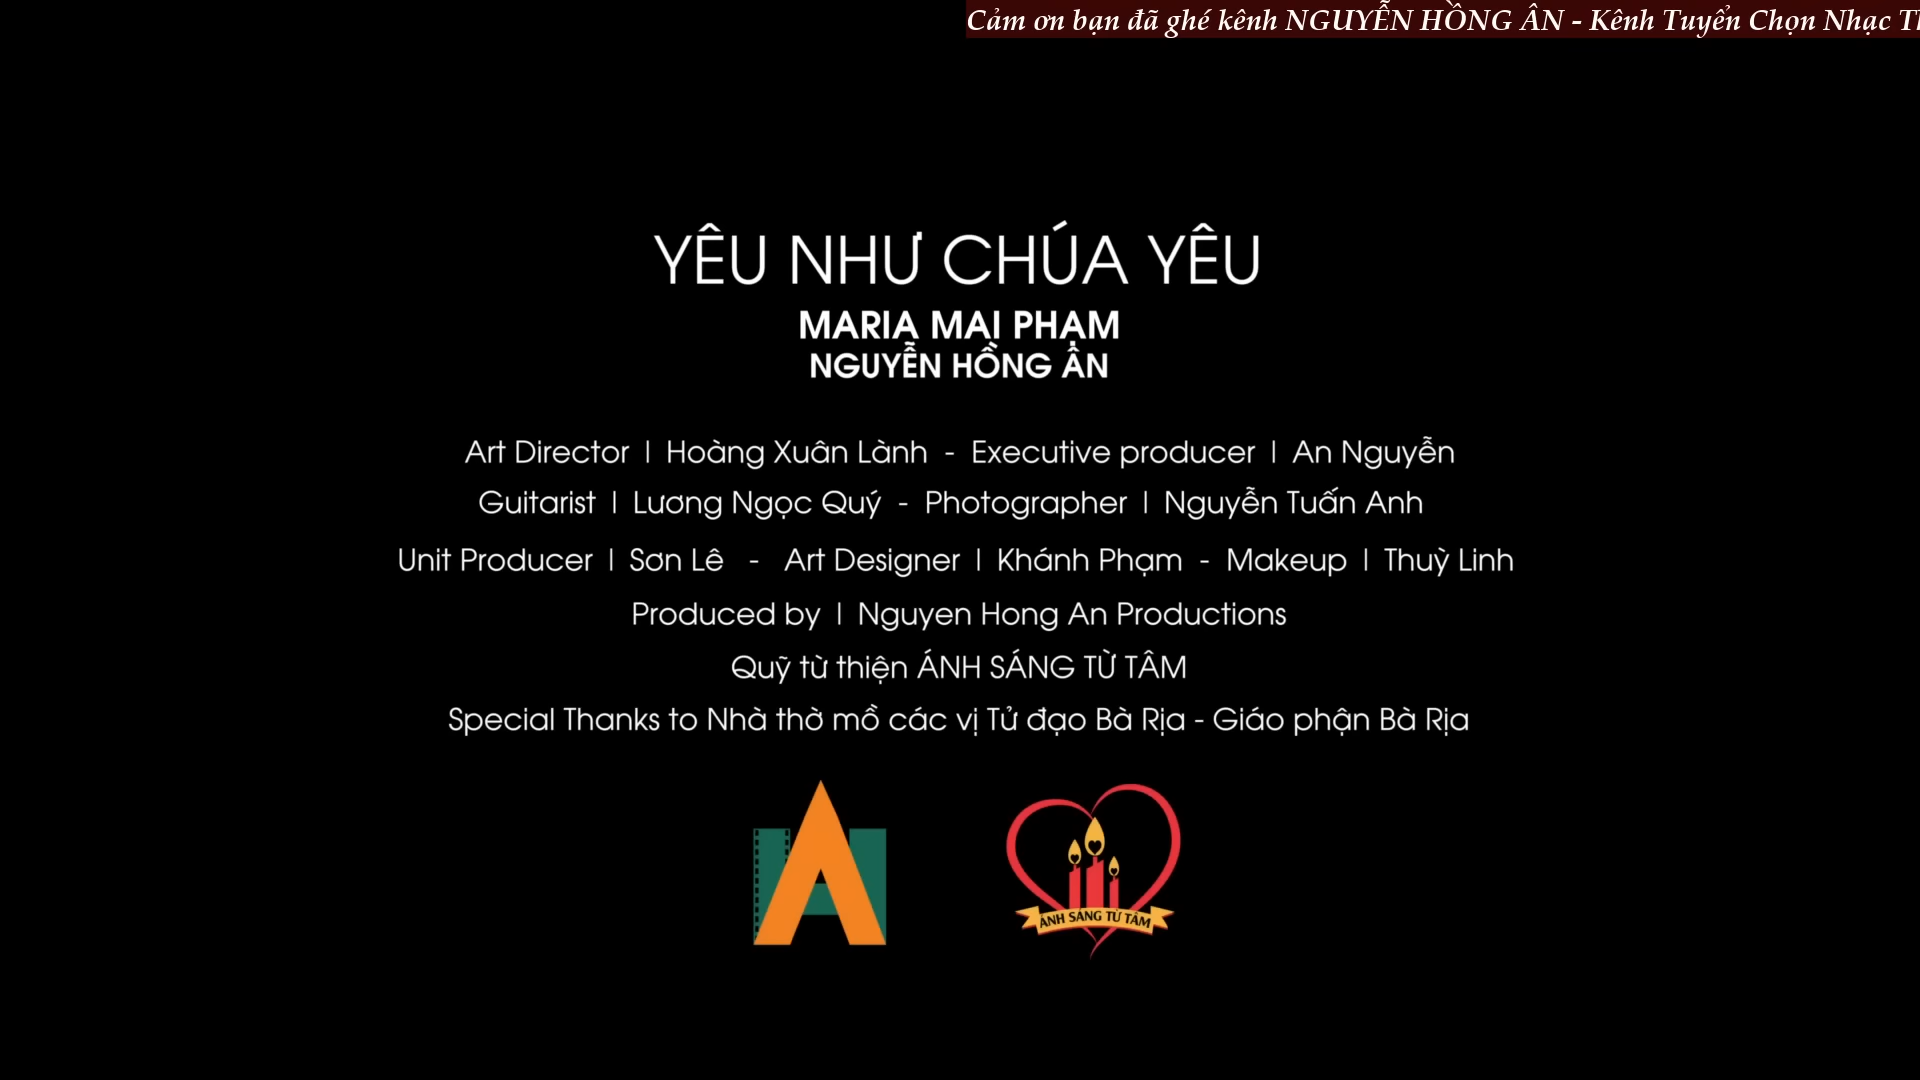 Cảm ơn bạn đã ghé kênh NGUYỄN HỒNG ÂN - Kênh Tuyển Chọn Nhạc
YÊU NHƯ CHÚA YÊU
MARIA MAI PHẠM
NGUYỄN HỒNG ÂN
Art Director | Hoàng Xuân Lành - Executive producer | An Nguyễn
Guitarist | Lương Ngọc Quý - Photographer | Nguyễn Tuấn Anh
Unit Producer | Sơn Lê - Art Designer | Khánh Phạm - Makeup | Thuỳ Linh
Produced by | Nguyen Hong An Productions
Quỹ từ thiện ÁNH SÁNG TỪ TÂM
Special Thanks to Nhà thờ mồ các vị Tử đạo Bà Rịa - Giáo phận Bà Rịa
ÁNH SÁNG TỪ TÂM